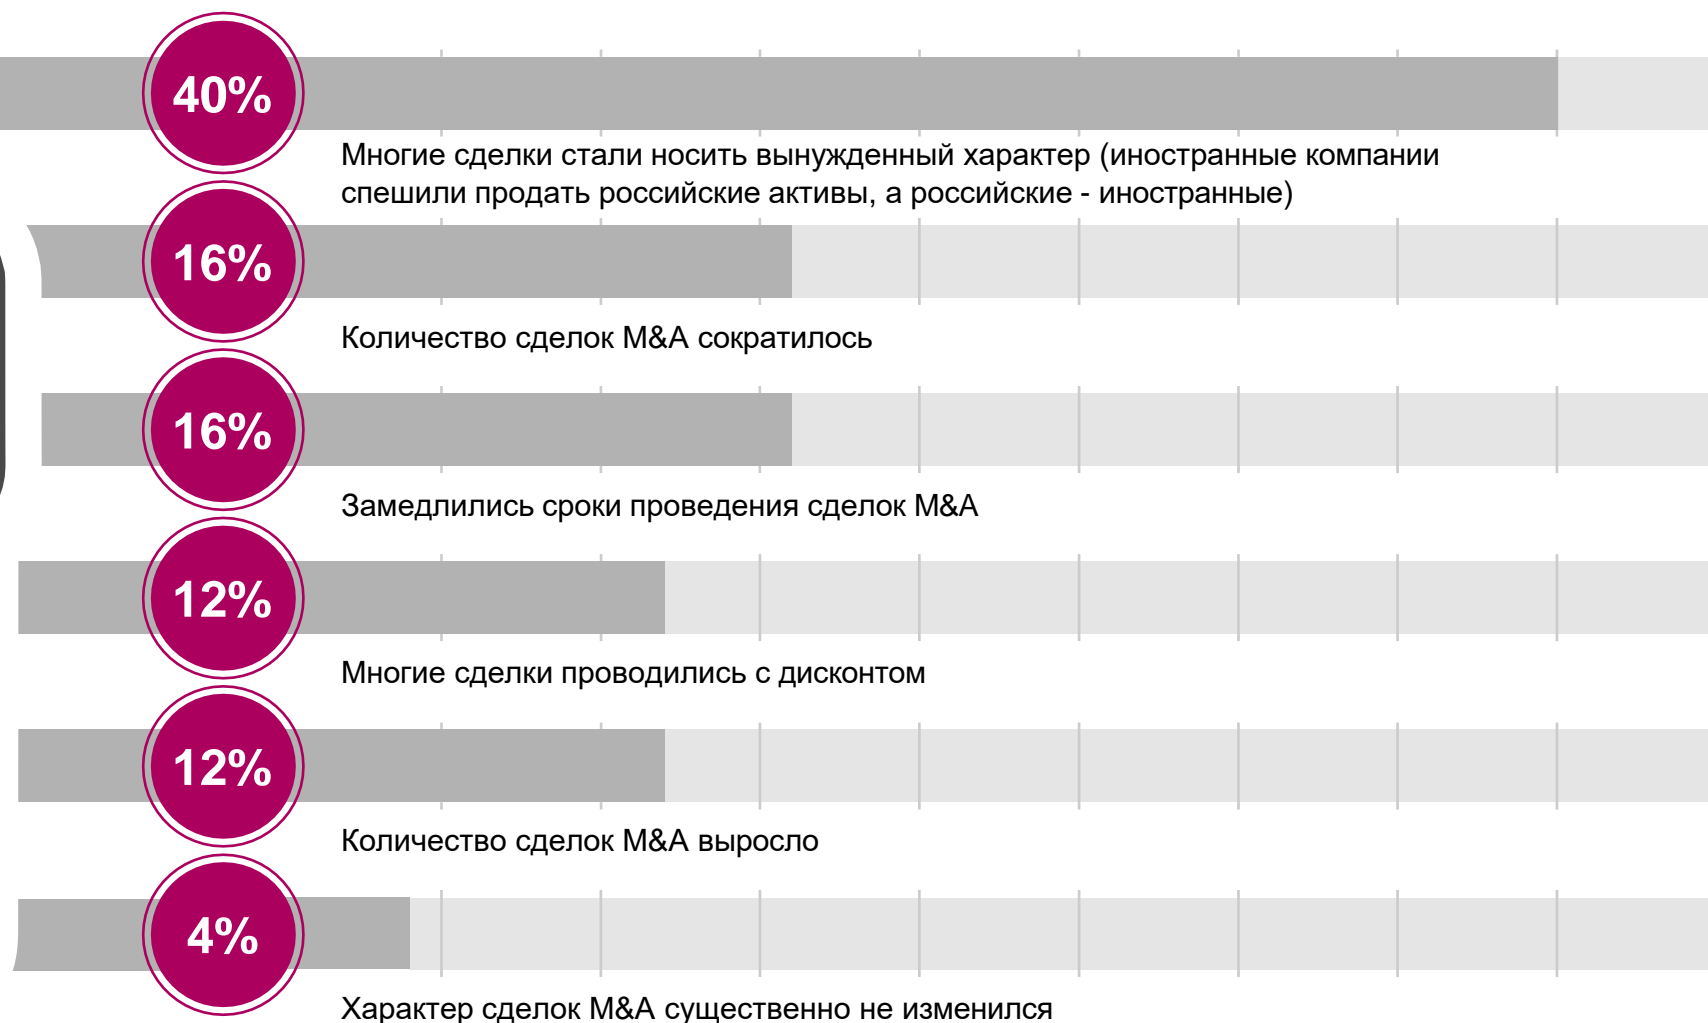 40%
Многие сделки стали носить вынужденный характер (иностранные компании
спешили продать российские активы, а российские - иностранные)
16%
Количество сделок M&A сократилось
16%
Замедлились сроки проведения сделок M&A
12%
Многие сделки проводились с дисконтом
12%
Количество сделок M&A выросло
4%
Характер сделок M&A существенно не изменился